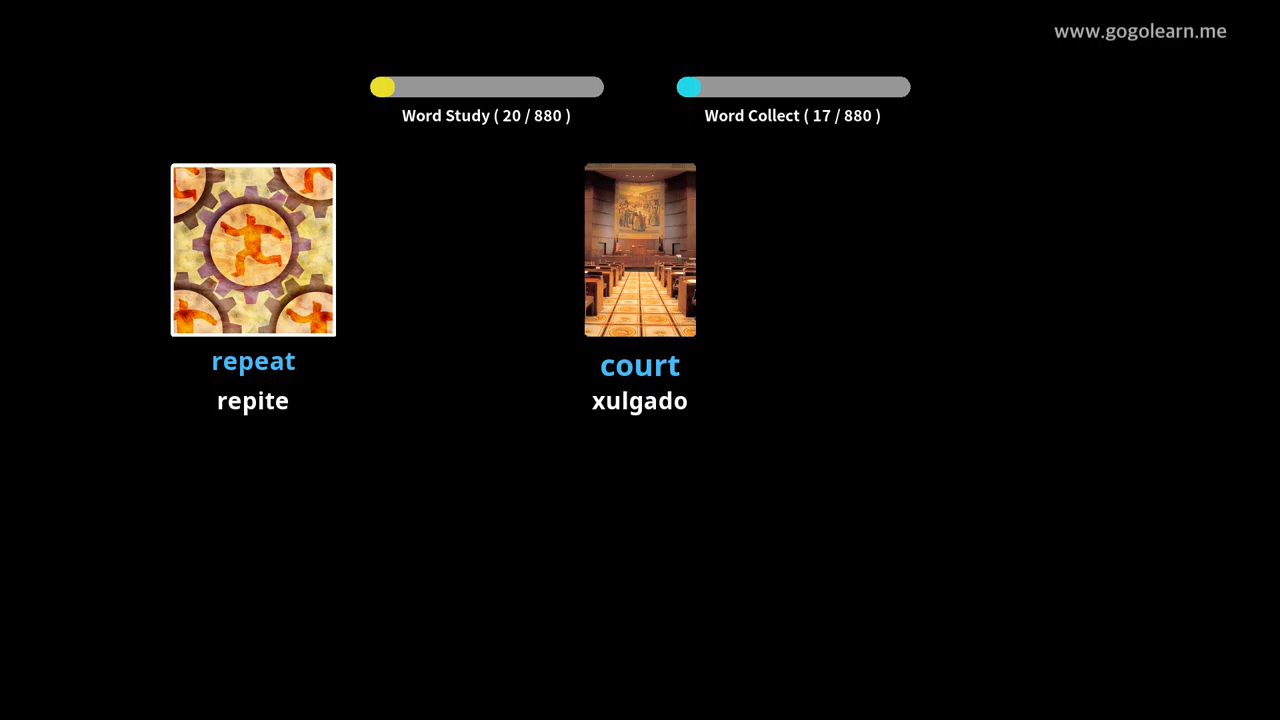 www.gogolearn.me
Word Study ( 20 / 880 )
Word Collect ( 17 / 880 )
repeat
repite
court
xulgado